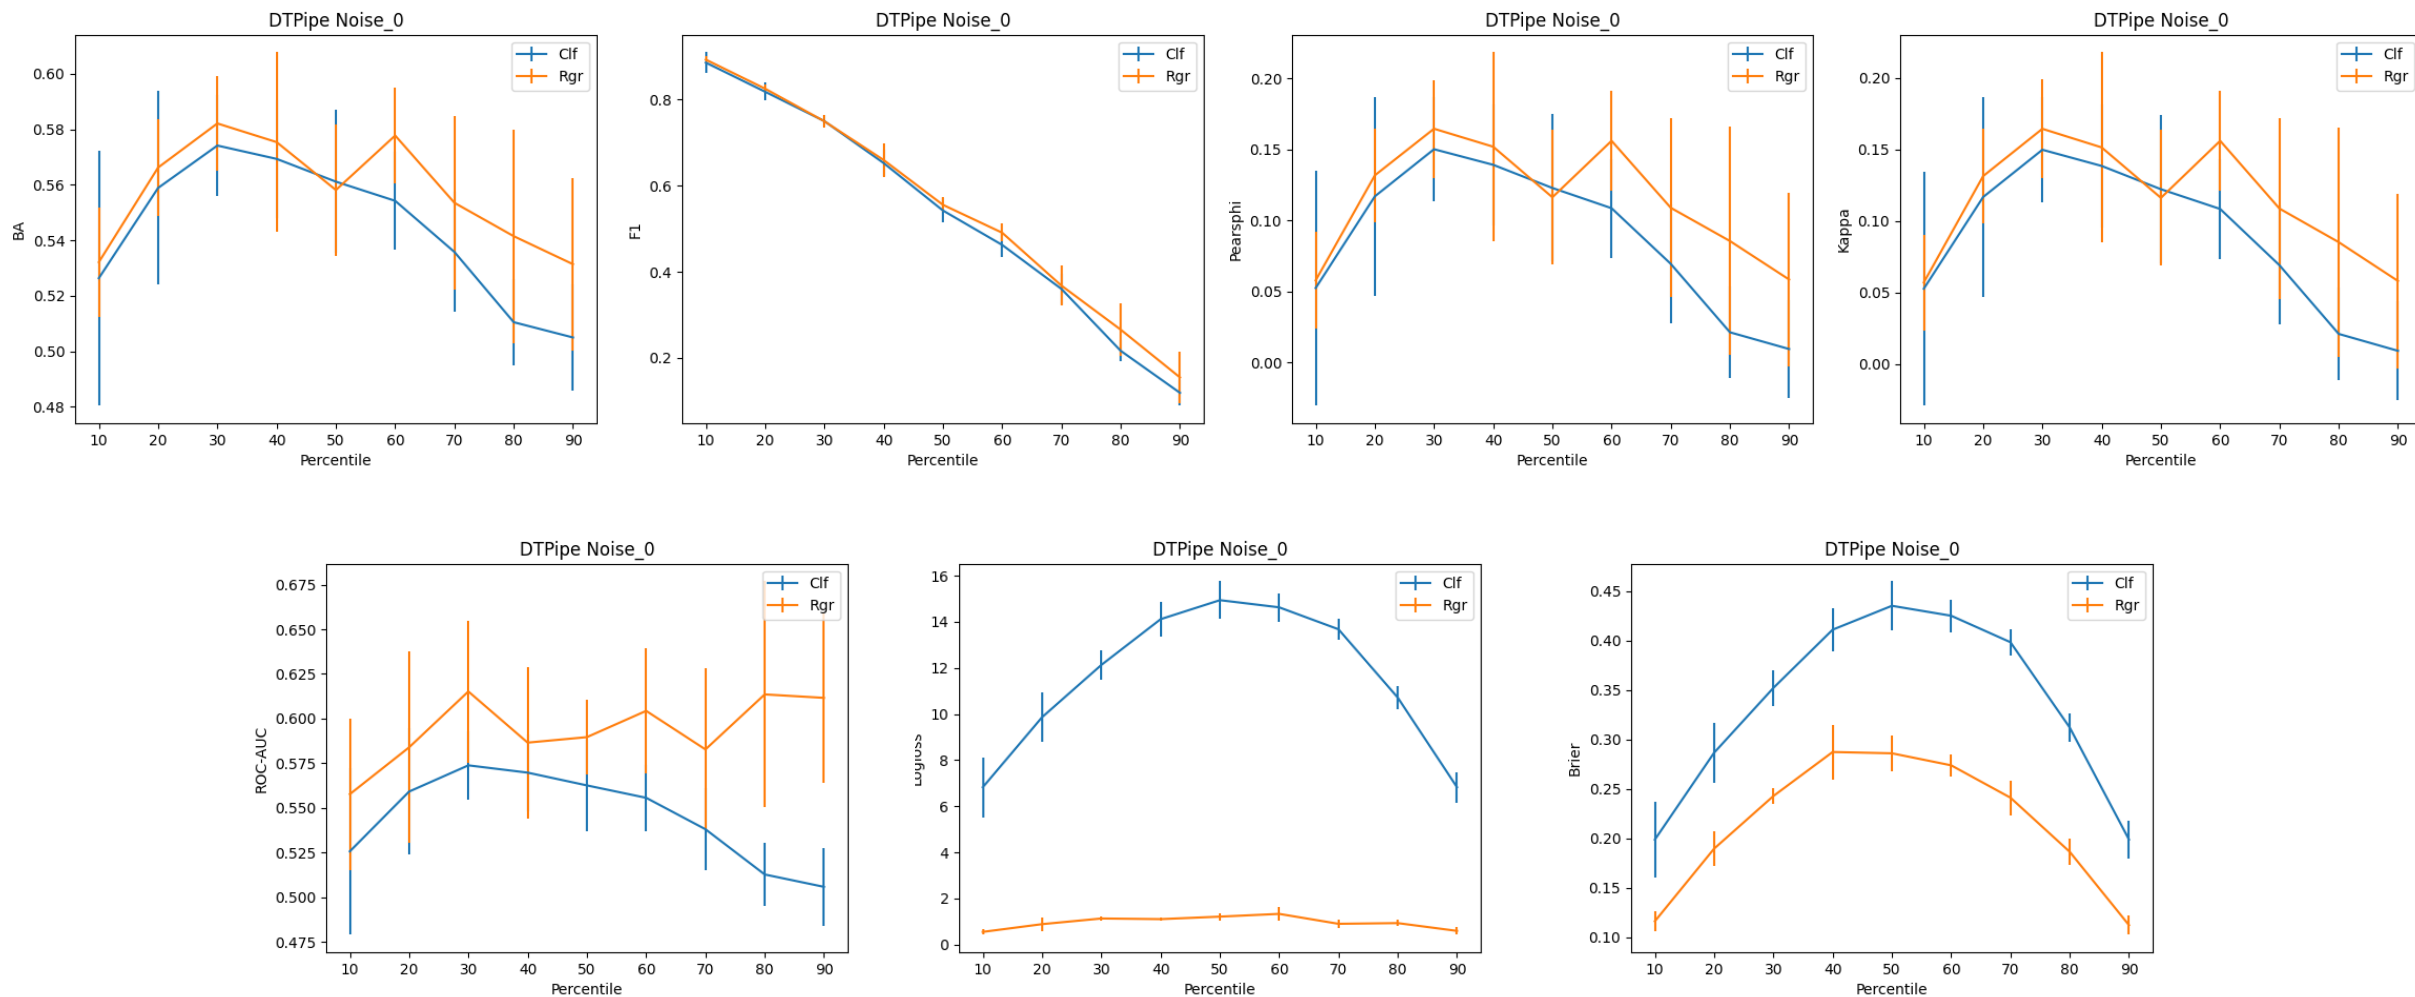 DTPipe Noise_0
BA
0.60
0.58
0.56
0.54
0.52
0.50
0.48
Clf
Rgr
10 20 30 40 50 60 70 80 90
Percentile
DTPipe Noise_0
F1
0.8
0.6
0.4
0.2
Clf
Rgr
10 20 30 40 50 60 70 80 90
Percentile
DTPipe Noise_0
Pearsphi
0.20
0.15
0.10
0.05
0.00
Clf
Rgr
10 20 30 40 50 60 70 80 90
Percentile
DTPipe Noise_0
Kappa
0.20
0.15
0.10
0.05
0.00
Clf
Rgr
10 20 30 40 50 60 70 80 90
Percentile
DTPipe Noise_0
ROC-AUC
0.675
0.650
0.625
0.600
0.575
0.550
0.525
0.500
0.475
Clf
Rgr
10 20 30 40 50 60 70 80 90
Percentile
DTPipe Noise_0
Logloss
16
14
12
10
8
6
4
2
0
Clf
Rgr
10 20 30 40 50 60 70 80 90
Percentile
DTPipe Noise_0
Brier
0.45
0.40
0.35
0.30
0.25
0.20
0.15
0.10
Clf
Rgr
10 20 30 40 50 60 70 80 90
Percentile